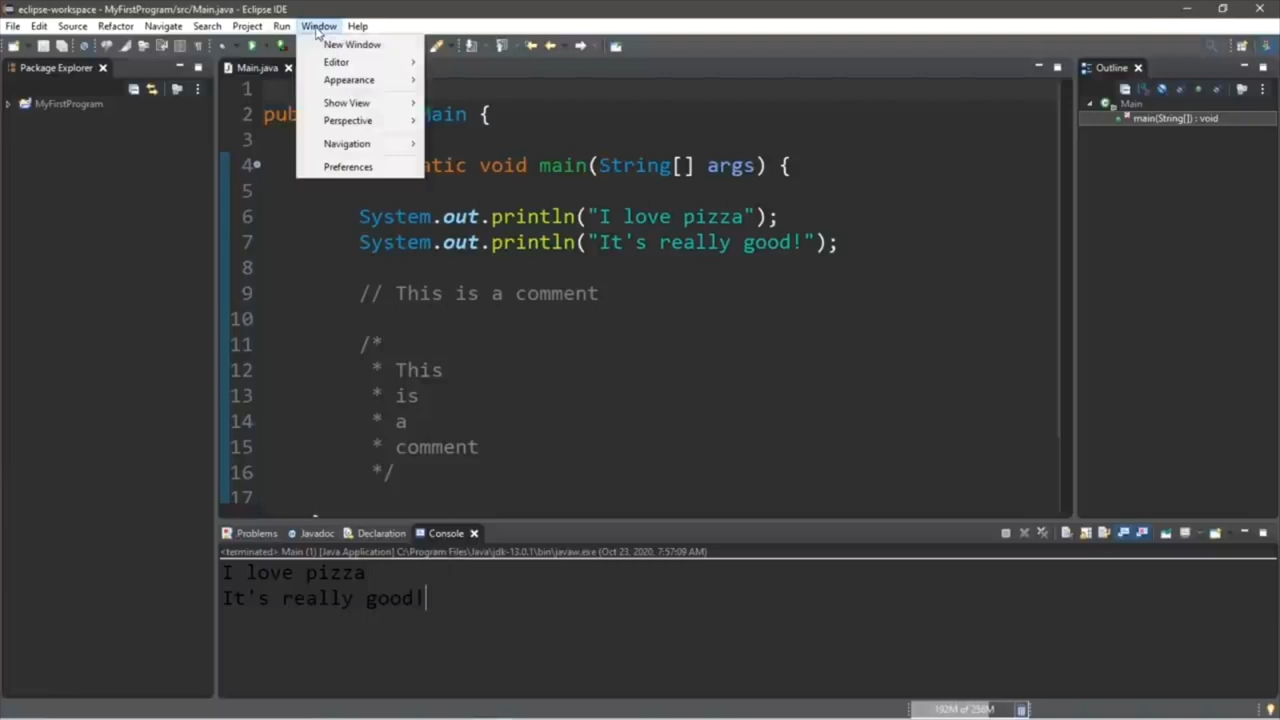 eclipse-workspace - MyFirstProgram/src/Main.java - Eclipse IDE
File Edit Source Refactor Navigate Search Project Run Window Help
New Window
Editor
Appearance
Show View
Perspective
Navigation
Preferences
Package Explorer
MyFirstProgram
Main.java
1
2 pub Main {
3
4 atic void main(String[] args) {
5
6 System.out.println("I love pizza");
7 System.out.println("It's really good!");
8
9 // This is a comment
10
11 /*
12 * This
13 * is
14 * a
15 * comment
16 */
17
Outline
Main
main(String[]) : void
Problems Javadoc Declaration Console
<terminated> Main (1) [Java Application] C:\Program Files\Java\jdk-13.0.1\bin\javaw.exe (Oct 23, 2020, 7:57:09 AM)
I love pizza
It's really good!
192M of 256M